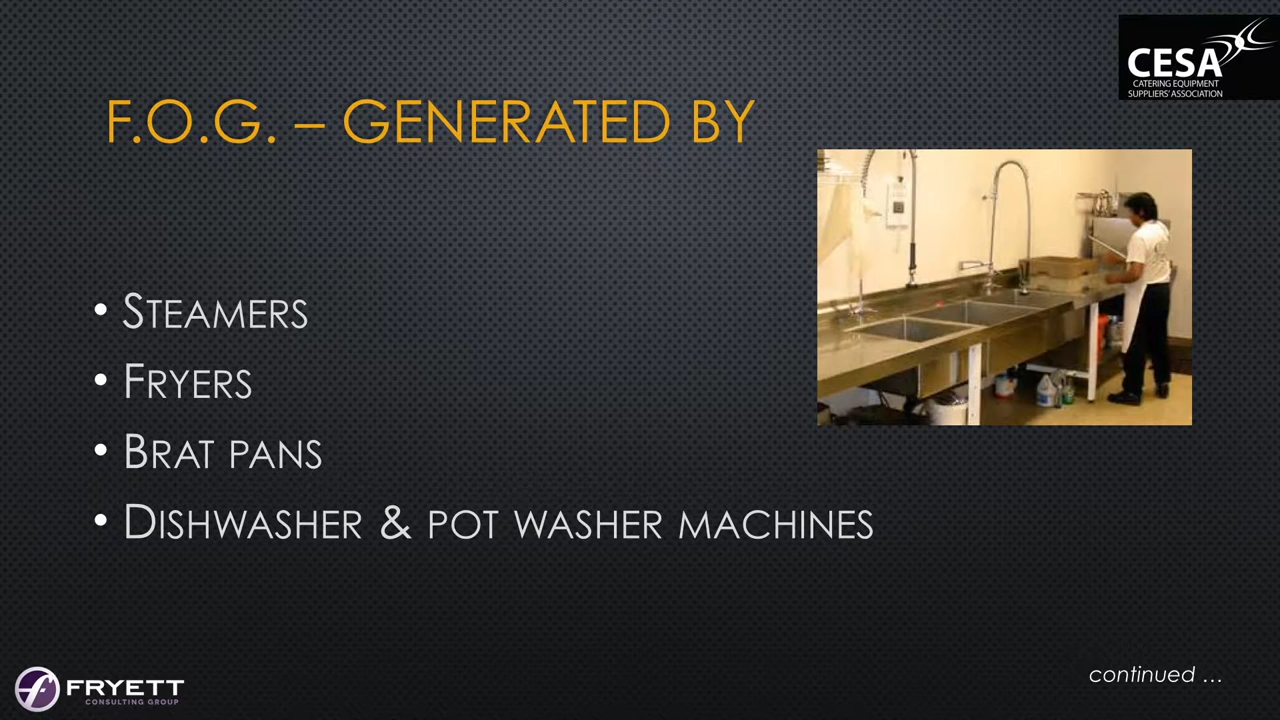 CESA
CATERING EQUIPMENT
SUPPLIERS' ASSOCIATION
F.O.G. – GENERATED BY
• STEAMERS
• FRYERS
• BRAT PANS
• DISHWASHER & POT WASHER MACHINES
continued ...
FRYETT
CONSULTING GROUP